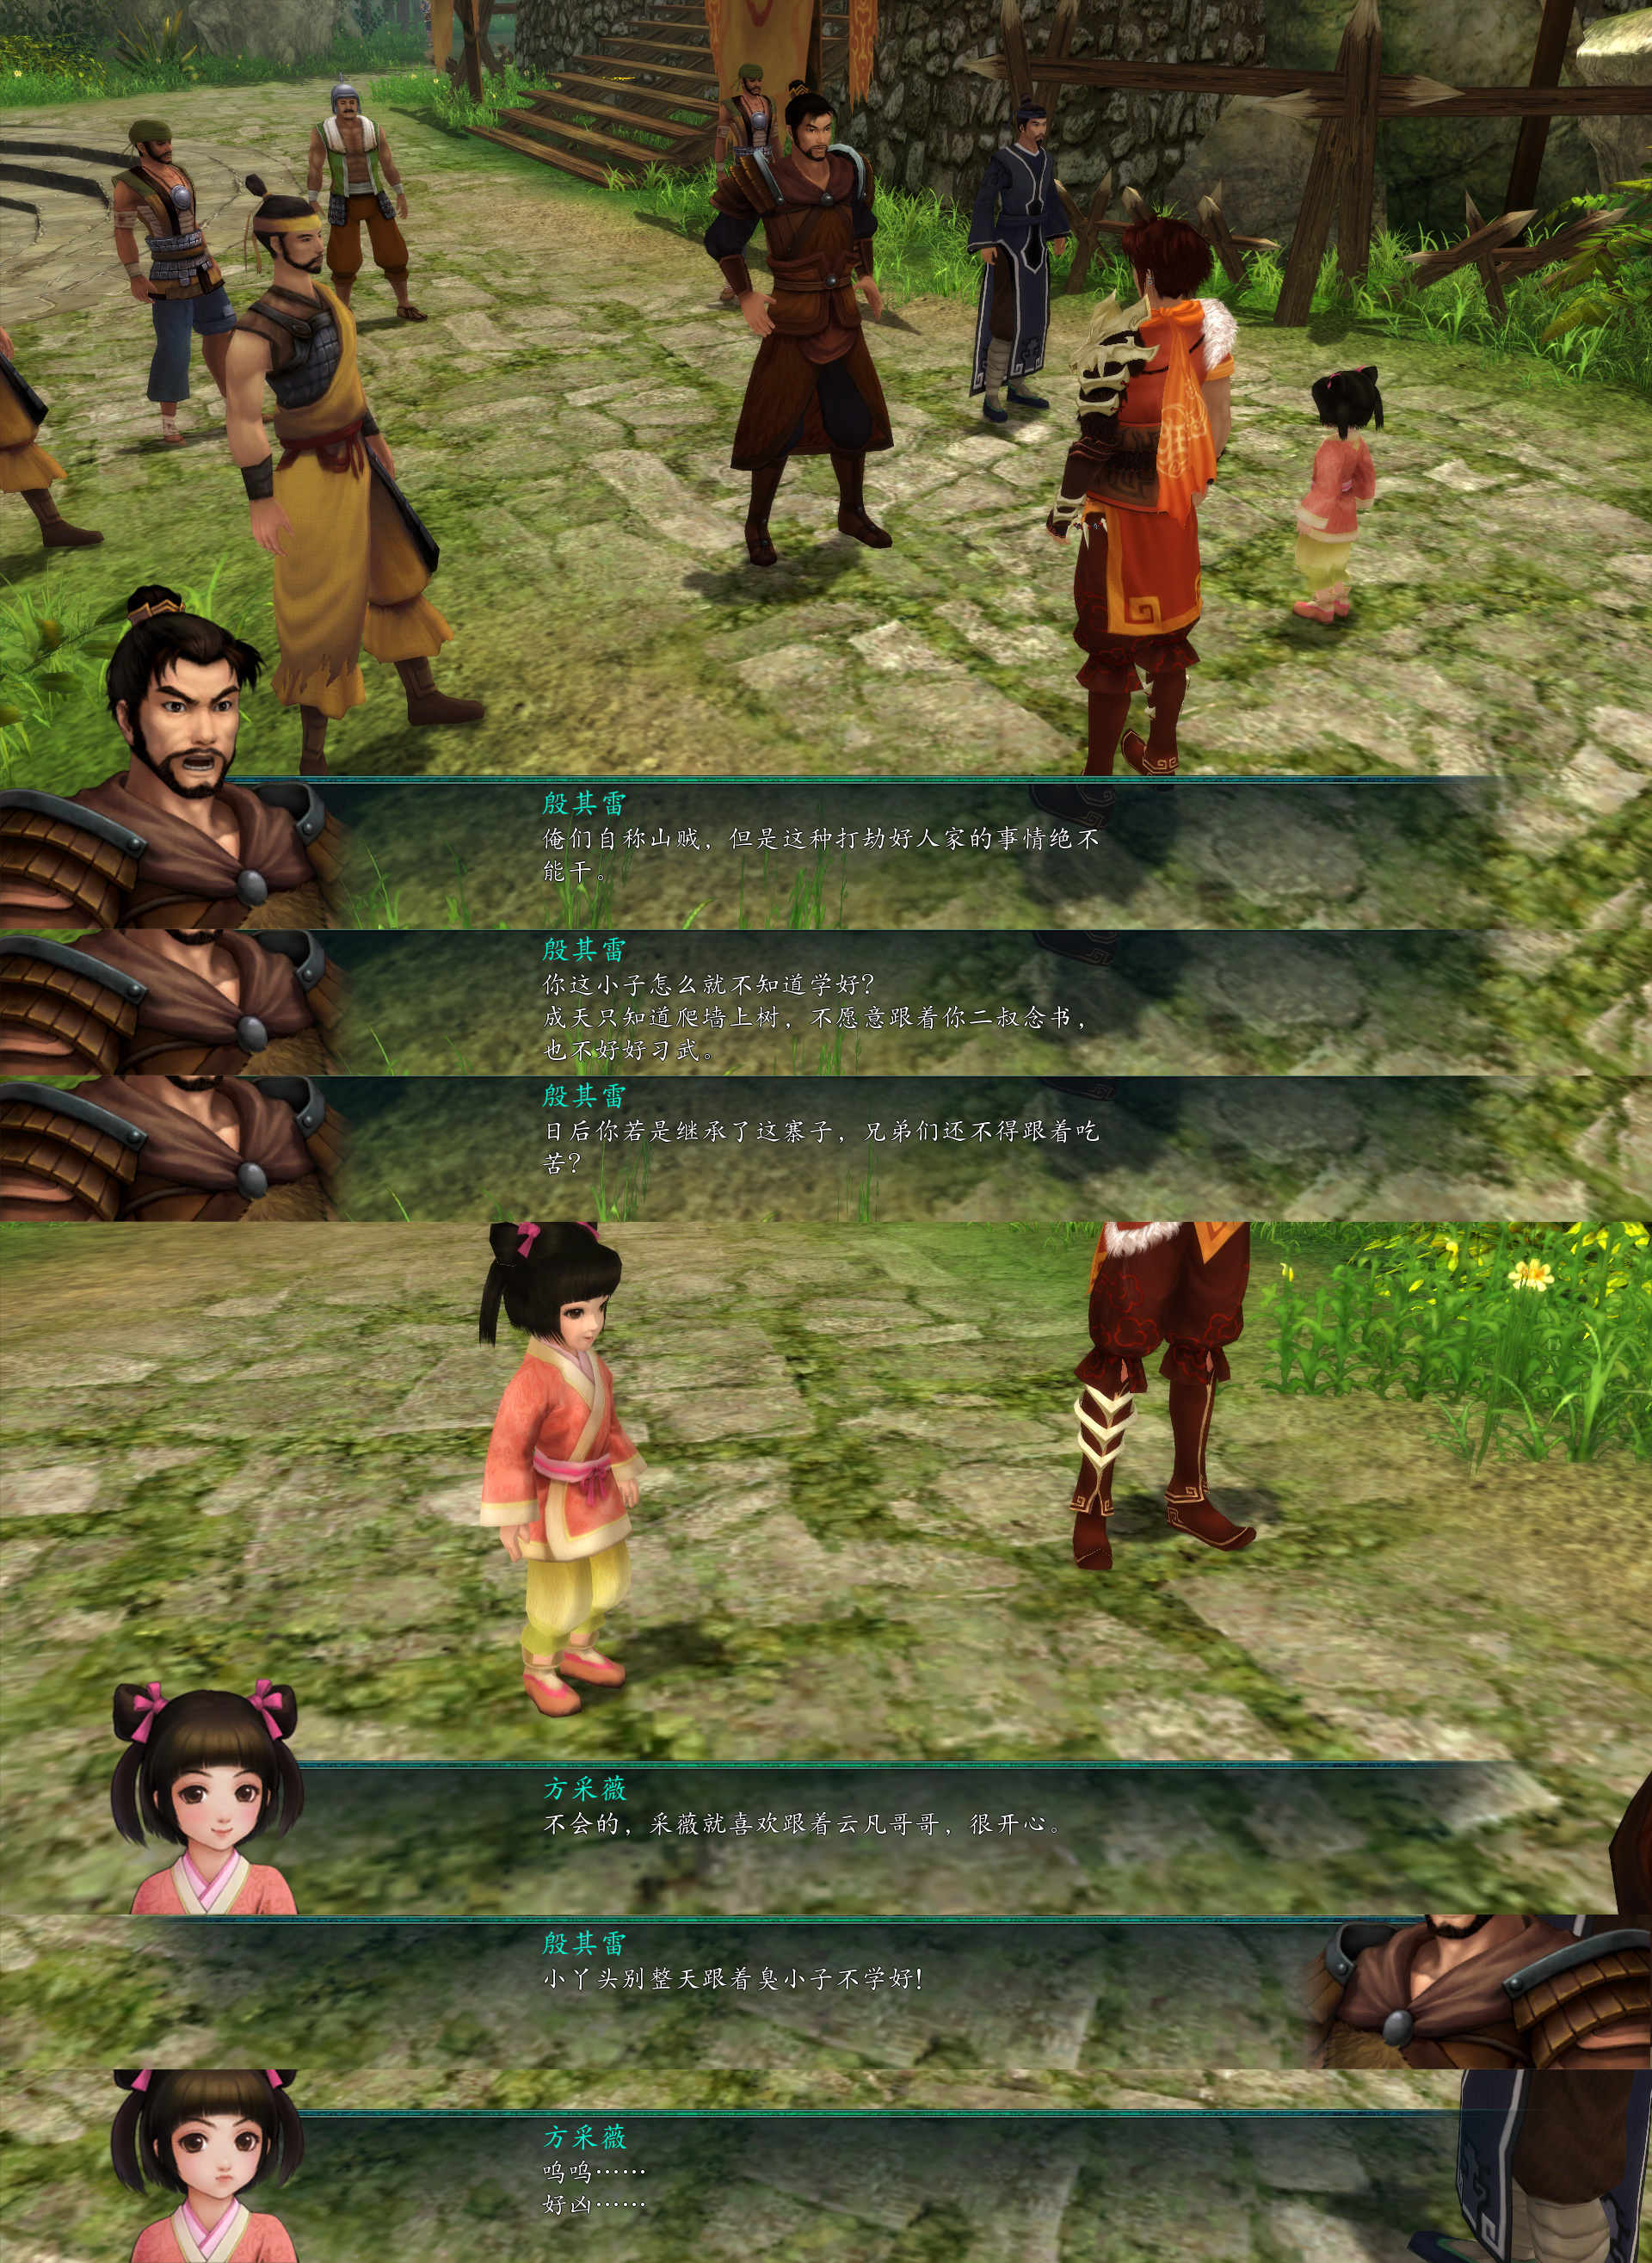 殷其雷
俺们自称山贼，但是这种打劫好人家的事情绝不
能干。
殷其雷
你这小子怎么就不知道学好？
成天只知道爬墙上树，不愿意跟着你二叔念书，
也不好好习武。
殷其雷
日后你若是继承了这寨子，兄弟们还不得跟着吃
苦？
方采薇
不会的，采薇就喜欢跟着云凡哥哥，很开心。
殷其雷
小丫头别整天跟着臭小子不学好！
方采薇
呜呜……
好凶……